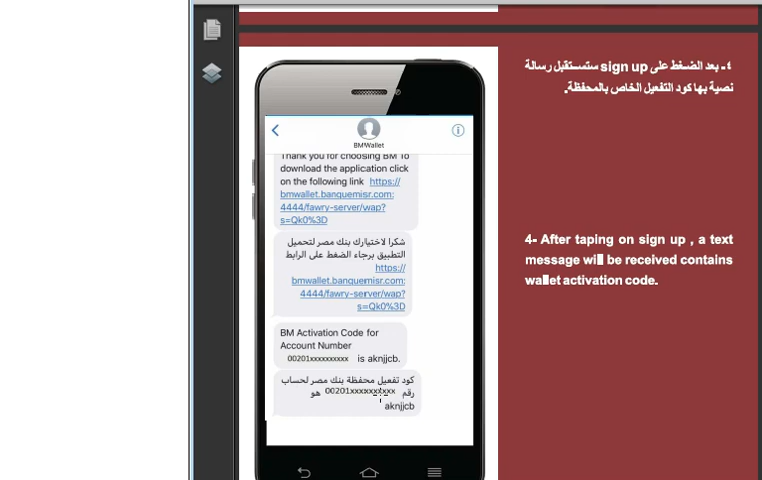 ٤- بعد الضغط على sign up ستمستقبل رسالة
نصية بها كود التفعيل الخاص بالمحفظة.
BMWallet
Thank you for choosing BM To
download the application click
on the following link https://
bmwallet.banquemisr.com:
4444/fawry-server/wap?
s=Qk0%3D
شكرا لاختيارك بنك مصر لتحميل
التطبيق برجاء الضغط على الرابط
https://
bmwallet.banquemisr.com:
4444/fawry-server/wap?
s=Qk0%3D
BM Activation Code for
Account Number
00201xxxxxxxxxx is aknjjcb.
كود تفعيل محفظة بنك مصر لحساب
رقم 00201xxxxxxxxxx هو
aknjjcb
4- After taping on sign up , a text
message will be received contains
wallet activation code.